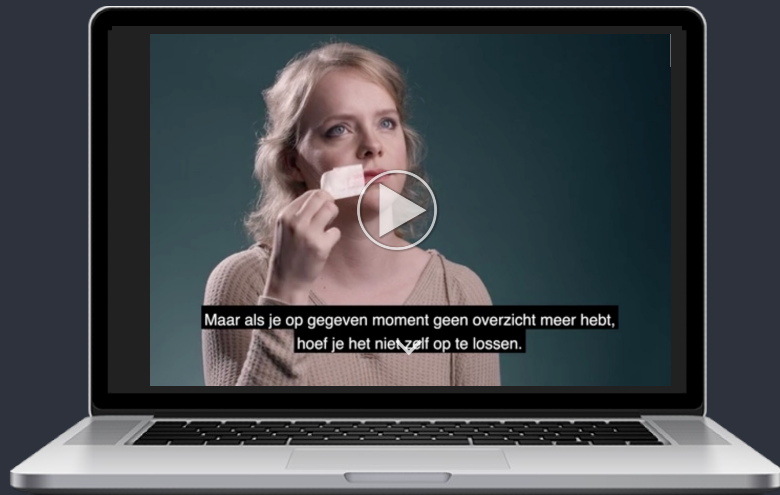 Maar als je op gegeven moment geen overzicht meer hebt,
hoef je het niet zelf op te lossen.